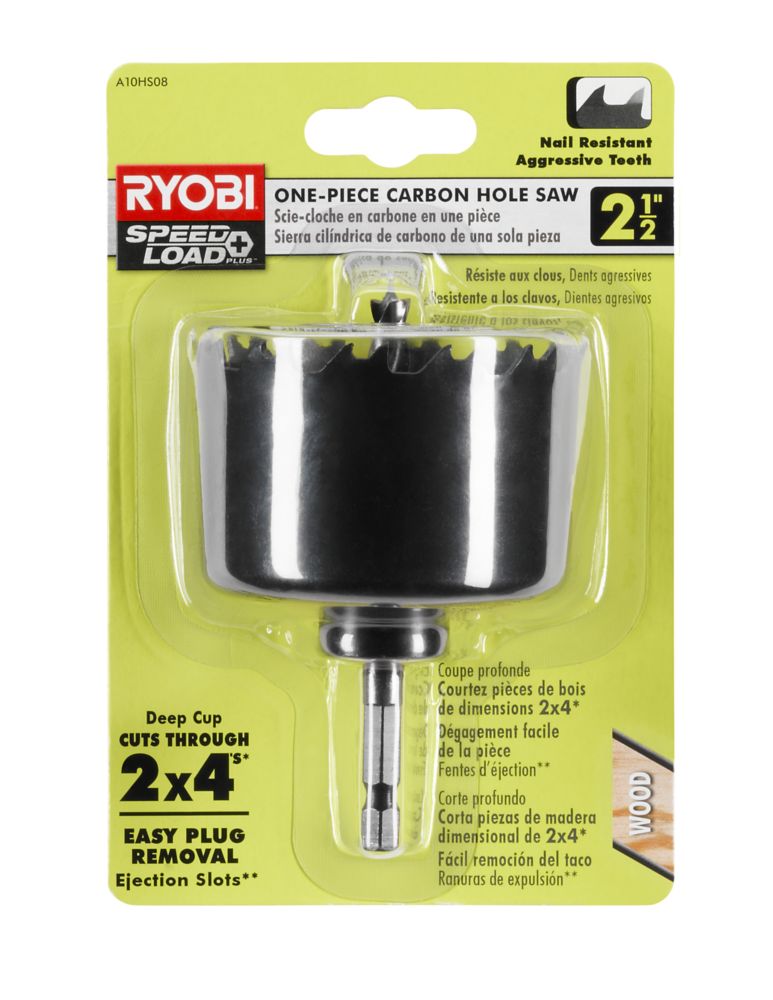 A10HS08
Nail Resistant
Aggressive Teeth
RYOBI
SPEED
LOAD
PLUS™
ONE-PIECE CARBON HOLE SAW
Scie-cloche en carbone en une pièce
Sierra cilíndrica de carbono de una sola pieza
2 1/2"
Résiste aux clous, Dents agressives
Resistente a los clavos, Dientes agresivos
Deep Cup
CUTS THROUGH
2x4's*
EASY PLUG
REMOVAL
Ejection Slots**
Coupe profonde
Courtez pièces de bois
de dimensions 2x4*
Dégagement facile
de la pièce
Fentes d'éjection**
Corte profundo
Corta piezas de madera
dimensional de 2x4*
Fácil remoción del taco
Ranuras de expulsión**
WOOD